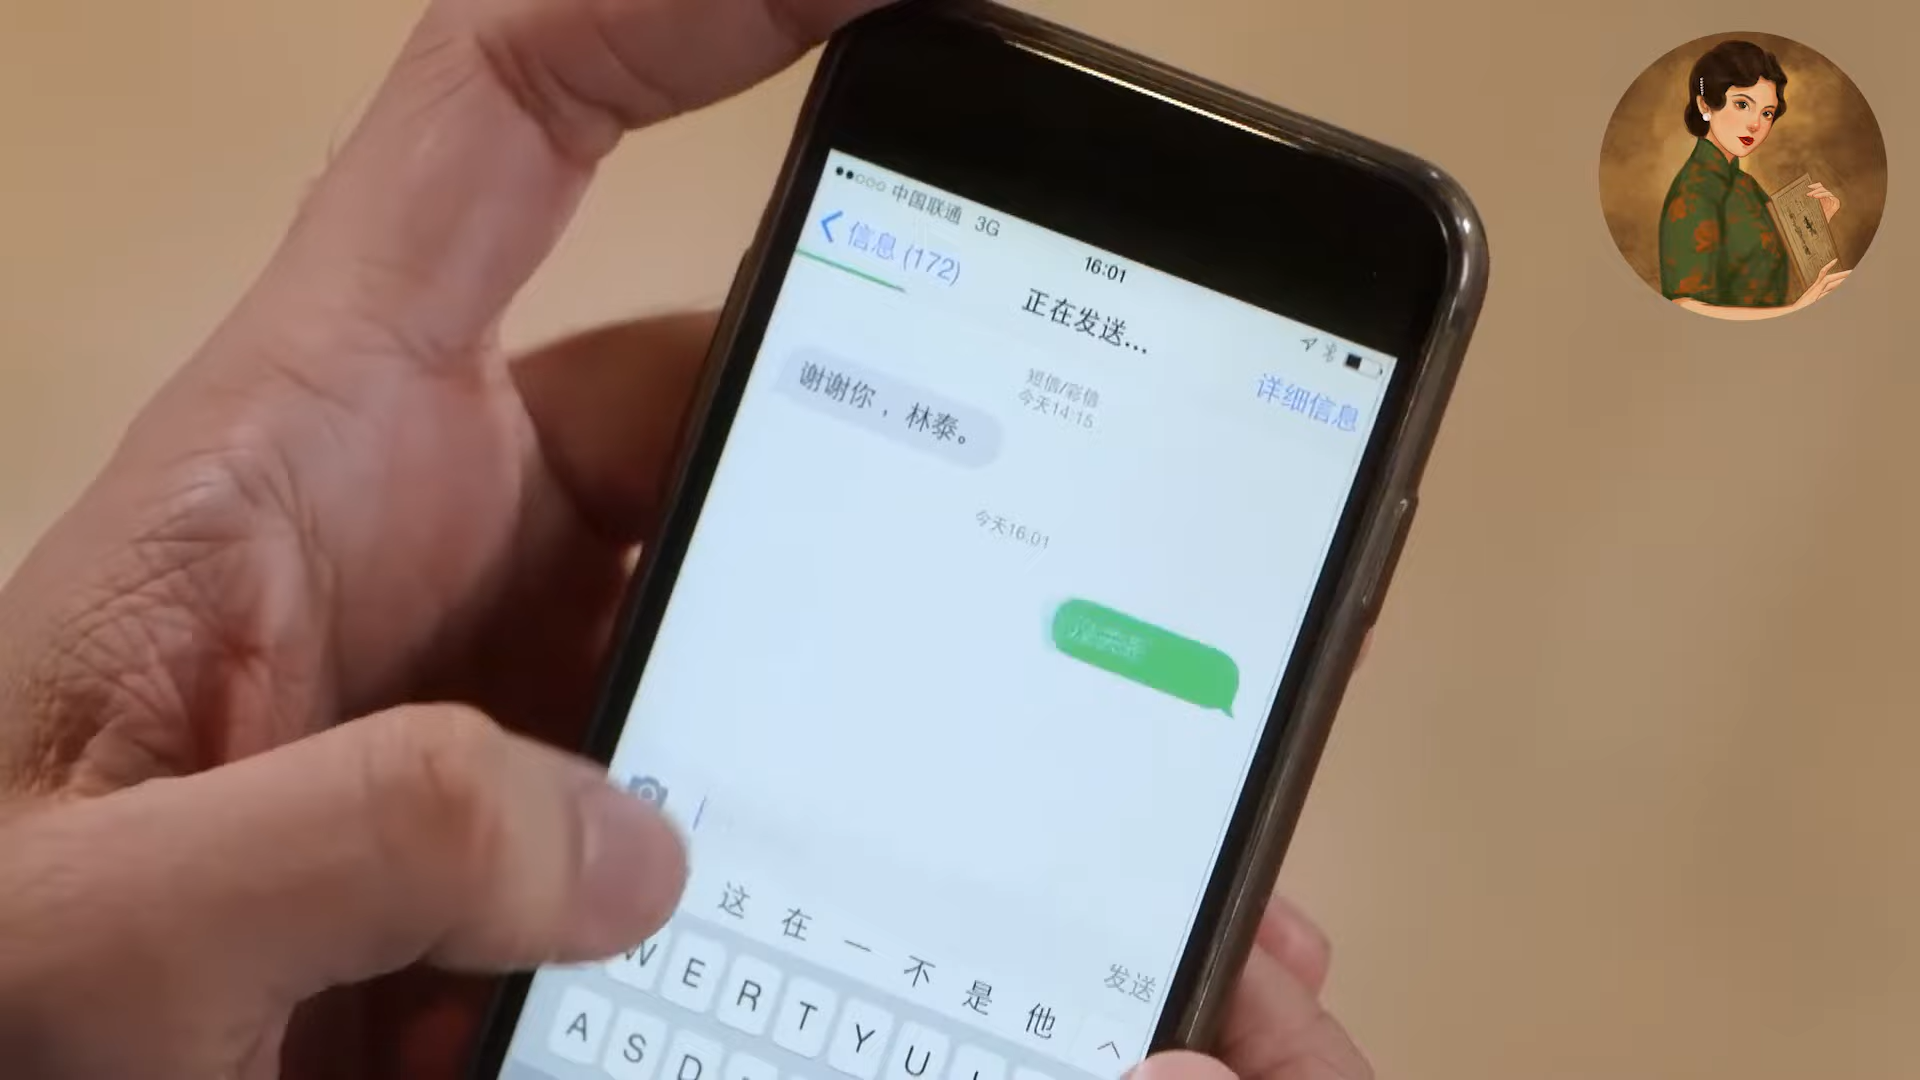 中国联通 3G
16:01
信息 (172)
正在发送...
详细信息
短信/彩信
今天14:15
谢谢你，林泰。
今天16:01
这 在 一 不 是 他
发送
W E R T Y U
A S D